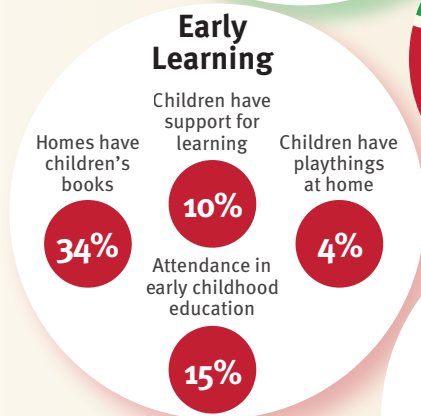 Early
Learning
Children have
support for
learning
10%
Homes have
children's
books
34%
Children have
playthings
at home
4%
Attendance in
early childhood
education
15%